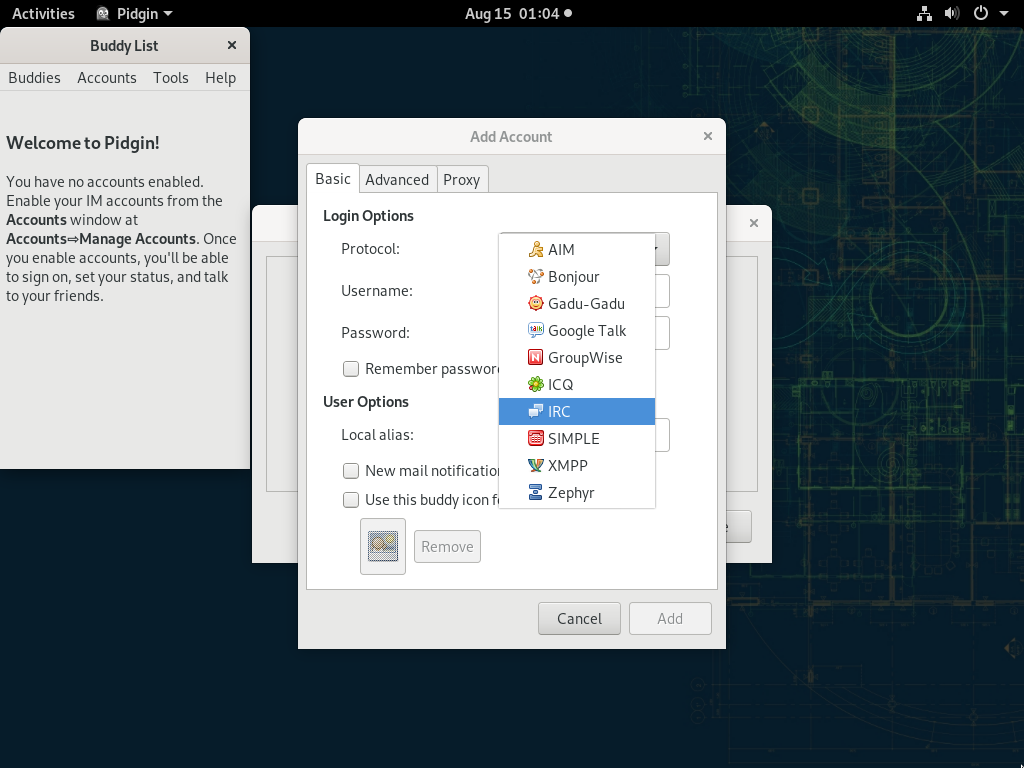 Activities Pidgin Aug 15 01:04
Buddy List
Buddies Accounts Tools Help
Welcome to Pidgin!
You have no accounts enabled.
Enable your IM accounts from the
Accounts window at
Accounts⇨Manage Accounts. Once
you enable accounts, you'll be able
to sign on, set your status, and talk
to your friends.
Add Account
Basic Advanced Proxy
Login Options
Protocol:
Username:
Password:
Remember password
User Options
Local alias:
New mail notification
Use this buddy icon
Remove
Cancel Add
AIM
Bonjour
Gadu-Gadu
Google Talk
GroupWise
ICQ
IRC
SIMPLE
XMPP
Zephyr